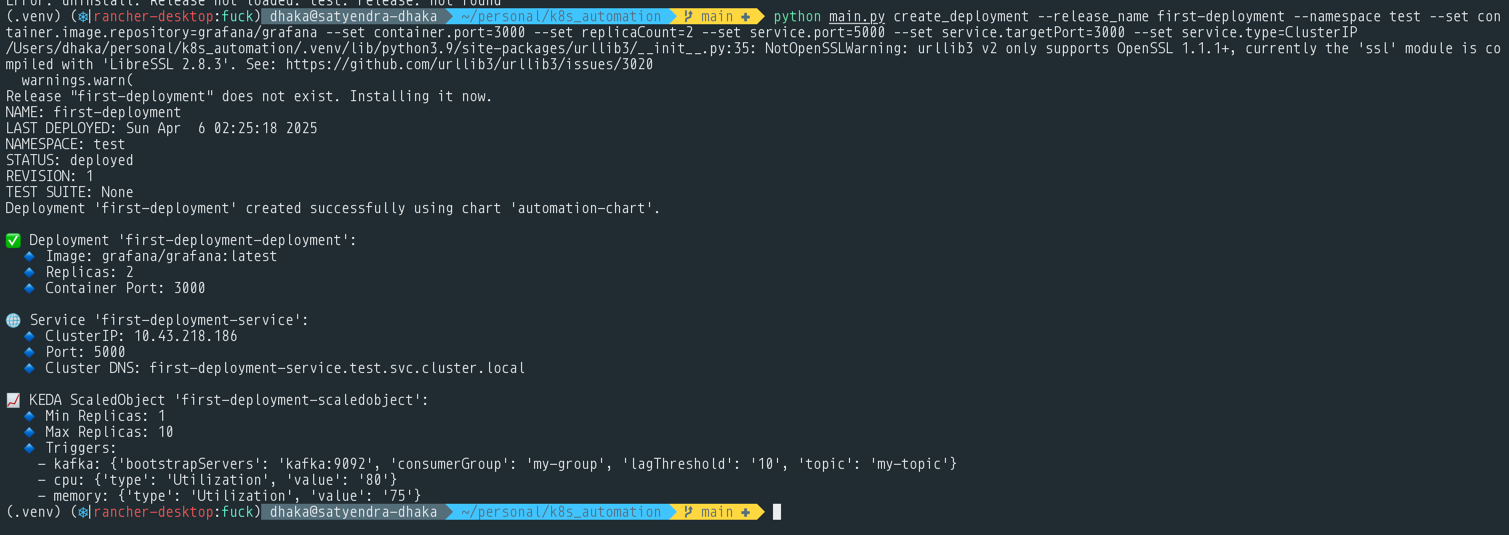 Error: uninstall: Release not loaded: test: release: not found
(.venv) (❄|rancher-desktop:fuck) dhaka@satyendra-dhaka ~/personal/k8s_automation main + python main.py create_deployment --release_name first-deployment --namespace test --set con
tainer.image.repository=grafana/grafana --set container.port=3000 --set replicaCount=2 --set service.port=5000 --set service.targetPort=3000 --set service.type=ClusterIP
/Users/dhaka/personal/k8s_automation/.venv/lib/python3.9/site-packages/urllib3/__init__.py:35: NotOpenSSLWarning: urllib3 v2 only supports OpenSSL 1.1.1+, currently the 'ssl' module is co
mpiled with 'LibreSSL 2.8.3'. See: https://github.com/urllib3/urllib3/issues/3020
warnings.warn(
Release "first-deployment" does not exist. Installing it now.
NAME: first-deployment
LAST DEPLOYED: Sun Apr  6 02:25:18 2025
NAMESPACE: test
STATUS: deployed
REVISION: 1
TEST SUITE: None
Deployment 'first-deployment' created successfully using chart 'automation-chart'.
✅ Deployment 'first-deployment-deployment':
🔹 Image: grafana/grafana:latest
🔹 Replicas: 2
🔹 Container Port: 3000
🌐 Service 'first-deployment-service':
🔹 ClusterIP: 10.43.218.186
🔹 Port: 5000
🔹 Cluster DNS: first-deployment-service.test.svc.cluster.local
📈 KEDA ScaledObject 'first-deployment-scaledobject':
🔹 Min Replicas: 1
🔹 Max Replicas: 10
🔹 Triggers:
- kafka: {'bootstrapServers': 'kafka:9092', 'consumerGroup': 'my-group', 'lagThreshold': '10', 'topic': 'my-topic'}
- cpu: {'type': 'Utilization', 'value': '80'}
- memory: {'type': 'Utilization', 'value': '75'}
(.venv) (❄|rancher-desktop:fuck) dhaka@satyendra-dhaka ~/personal/k8s_automation main +